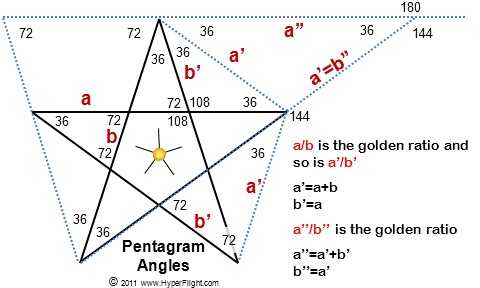 180
72
72
72
36
a”
36
144
36
36
a’
b’
a’=b”
a
36
72
72
108
36
108
144
b
72
36
a’
a/b is the golden ratio and
so is a’/b’
a’=a+b
b’=a
72
36
36
b’
72
a’’/b’’ is the golden ratio
a’’=a’+b’
b’’=a’
Pentagram
Angles
© 2011 www.HyperFlight.com